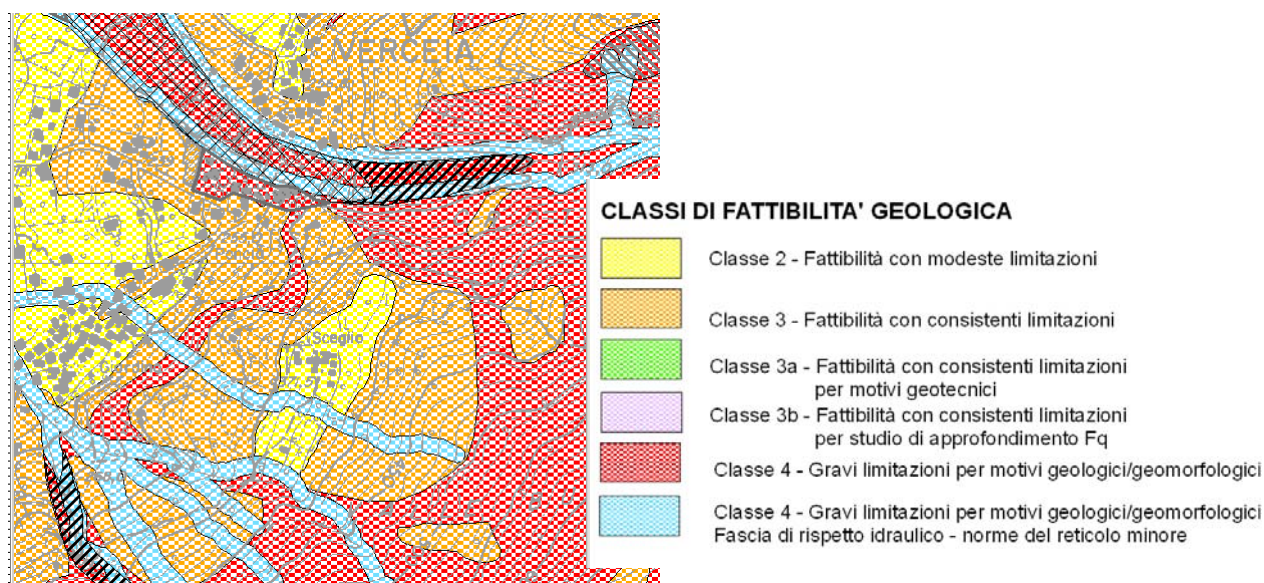 VERCEIA
Sceglio
CLASSI DI FATTIBILITA' GEOLOGICA
Classe 2 - Fattibilità con modeste limitazioni
Classe 3 - Fattibilità con consistenti limitazioni
Classe 3a - Fattibilità con consistenti limitazioni
per motivi geotecnici
Classe 3b - Fattibilità con consistenti limitazioni
per studio di approfondimento Fq
Classe 4 - Gravi limitazioni per motivi geologici/geomorfologici
Classe 4 - Gravi limitazioni per motivi geologici/geomorfologici
Fascia di rispetto idraulico - norme del reticolo minore